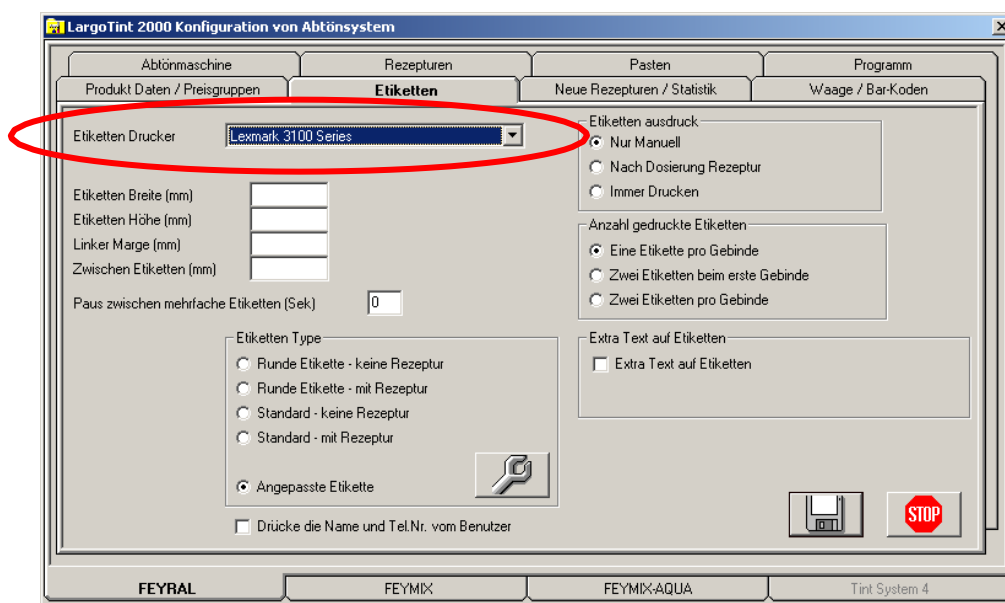 LargoTint 2000 Konfiguration von Abtönsystem
Abtönmaschine Rezepturen Pasten Programm
Produkt Daten / Preisgruppen Etiketten Neue Rezepturen / Statistik Waage / Bar-Koden
Etiketten Drucker Lexmark 3100 Series
Etiketten Breite (mm)
Etiketten Höhe (mm)
Linker Marge (mm)
Zwischen Etiketten (mm)
Paus zwischen mehrfache Etiketten (Sek) 0
Etiketten Type
Runde Etikette - keine Rezeptur
Runde Etikette - mit Rezeptur
Standard - keine Rezeptur
Standard - mit Rezeptur
Angepasste Etikette
Drücke die Name und Tel.Nr. vom Benutzer
Etiketten ausdruck
Nur Manuell
Nach Dosierung Rezeptur
Immer Drucken
Anzahl gedruckte Etiketten
Eine Etikette pro Gebinde
Zwei Etiketten beim erste Gebinde
Zwei Etiketten pro Gebinde
Extra Text auf Etiketten
Extra Text auf Etiketten
STOP
FEYRAL FEYMIX FEYMIX-AQUA Tint System 4